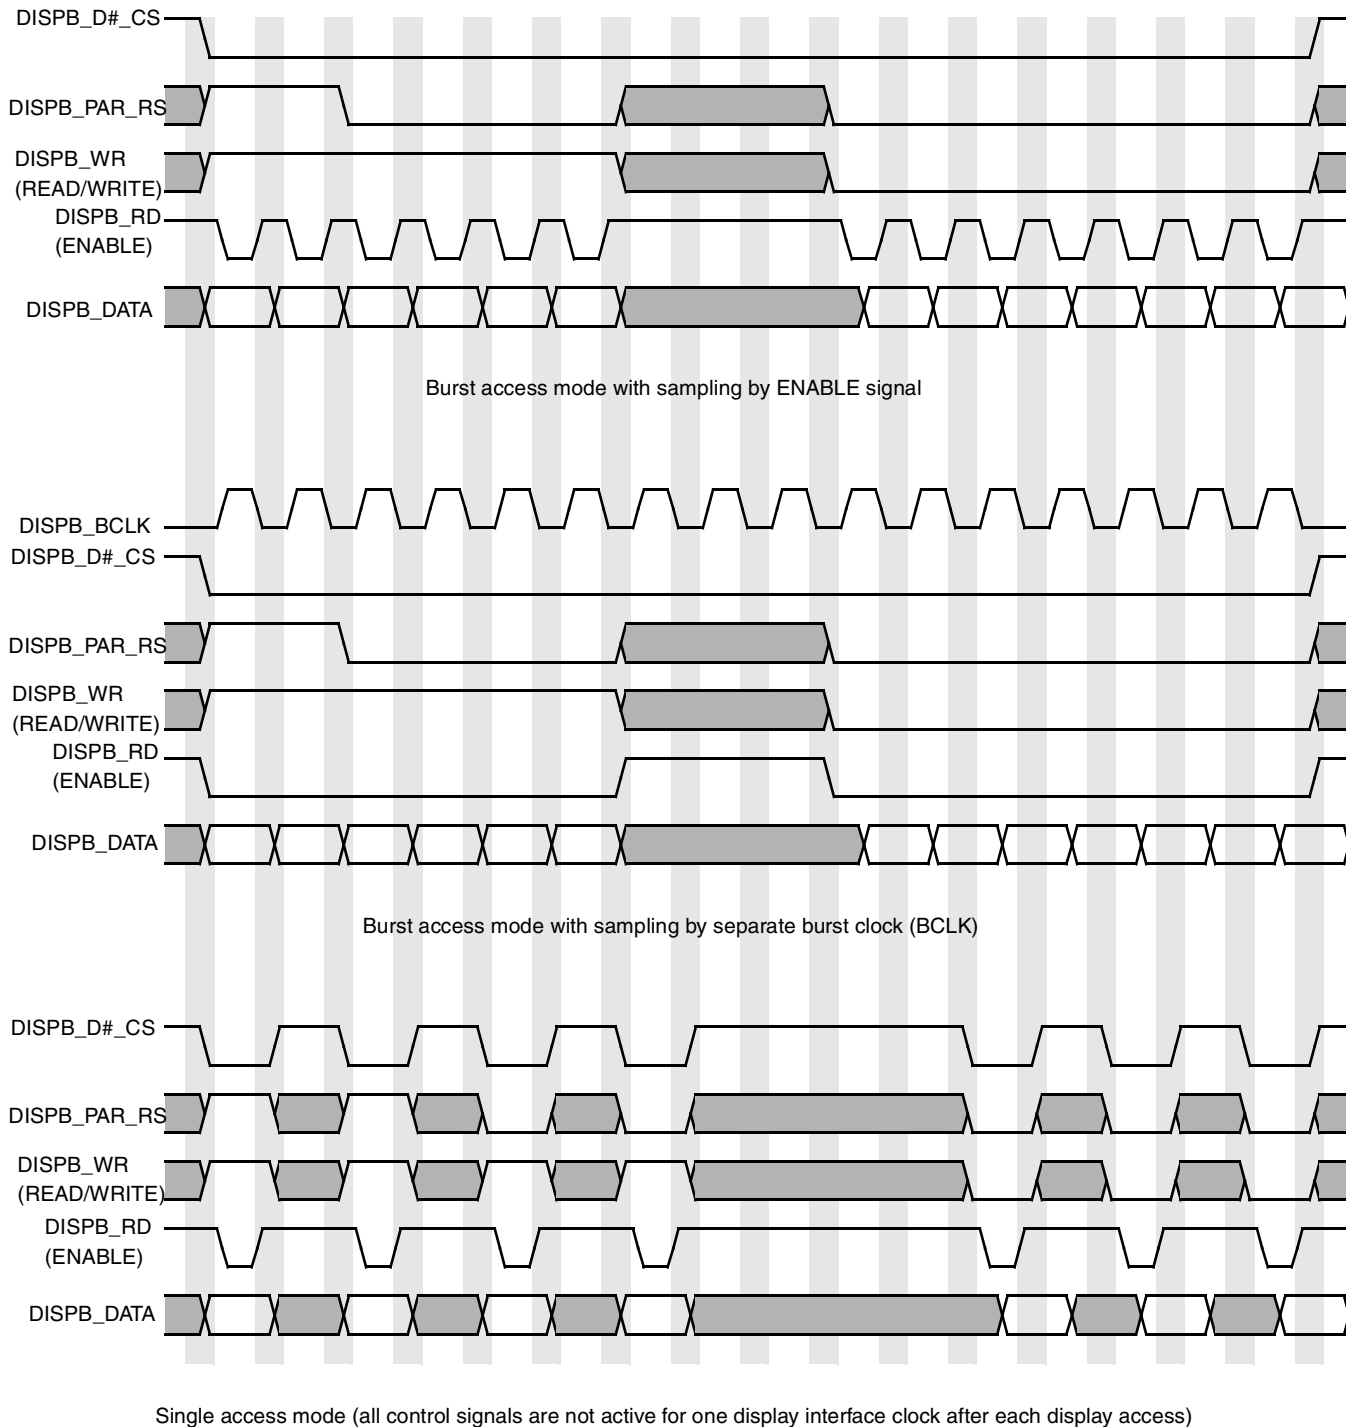 DISPB_D#_CS
DISPB_PAR_RS
DISPB_WR
(READ/WRITE)
DISPB_RD
(ENABLE)
DISPB_DATA
Burst access mode with sampling by ENABLE signal
DISPB_BCLK
DISPB_D#_CS
DISPB_PAR_RS
DISPB_WR
(READ/WRITE)
DISPB_RD
(ENABLE)
DISPB_DATA
Burst access mode with sampling by separate burst clock (BCLK)
DISPB_D#_CS
DISPB_PAR_RS
DISPB_WR
(READ/WRITE)
DISPB_RD
(ENABLE)
DISPB_DATA
Single access mode (all control signals are not active for one display interface clock after each display access)